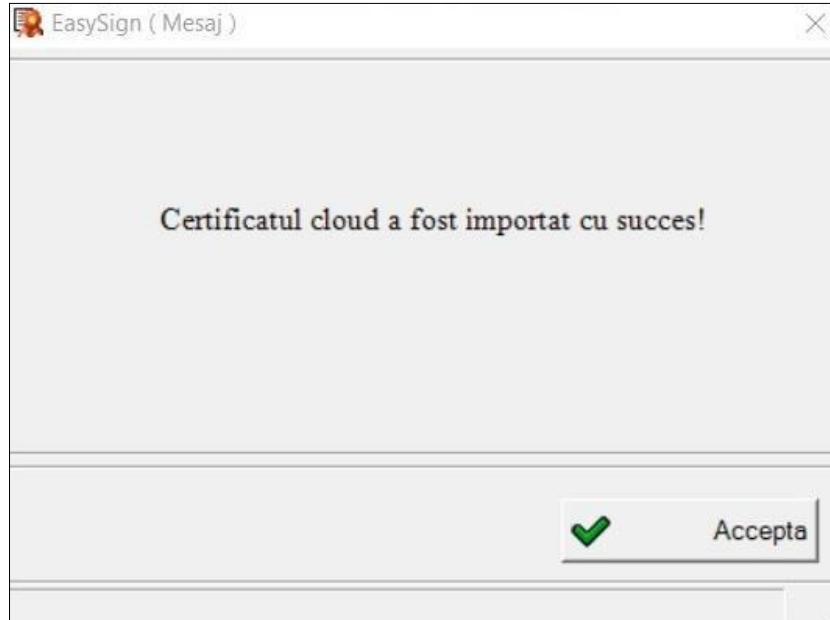 EasySign ( Mesaj )
Certificatul cloud a fost importat cu succes!
Accepta